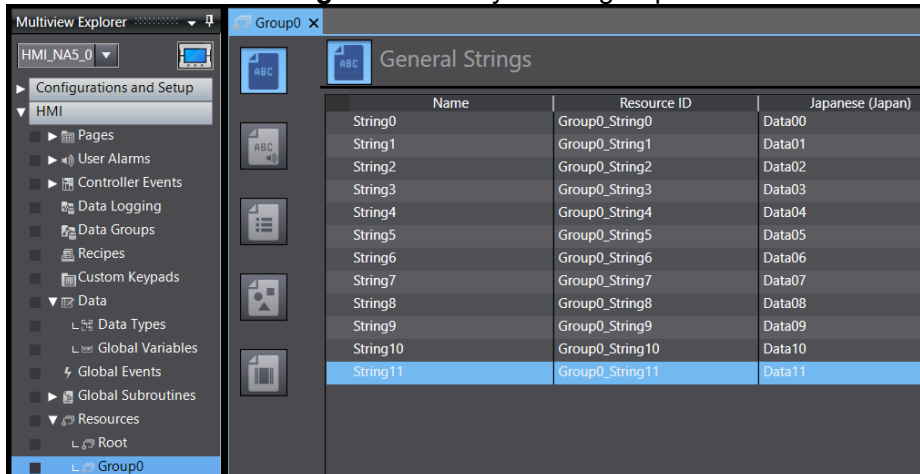 Multiview Explorer
HMI_NA5_0
Configurations and Setup
HMI
Pages
User Alarms
Controller Events
Data Logging
Data Groups
Recipes
Custom Keypads
Data
Data Types
Global Variables
Global Events
Global Subroutines
Resources
Root
Group0
Group0
ABC
ABC
ABC General Strings
Name Resource ID Japanese (Japan)
String0 Group0_String0 Data00
String1 Group0_String1 Data01
String2 Group0_String2 Data02
String3 Group0_String3 Data03
String4 Group0_String4 Data04
String5 Group0_String5 Data05
String6 Group0_String6 Data06
String7 Group0_String7 Data07
String8 Group0_String8 Data08
String9 Group0_String9 Data09
String10 Group0_String10 Data10
String11 Group0_String11 Data11